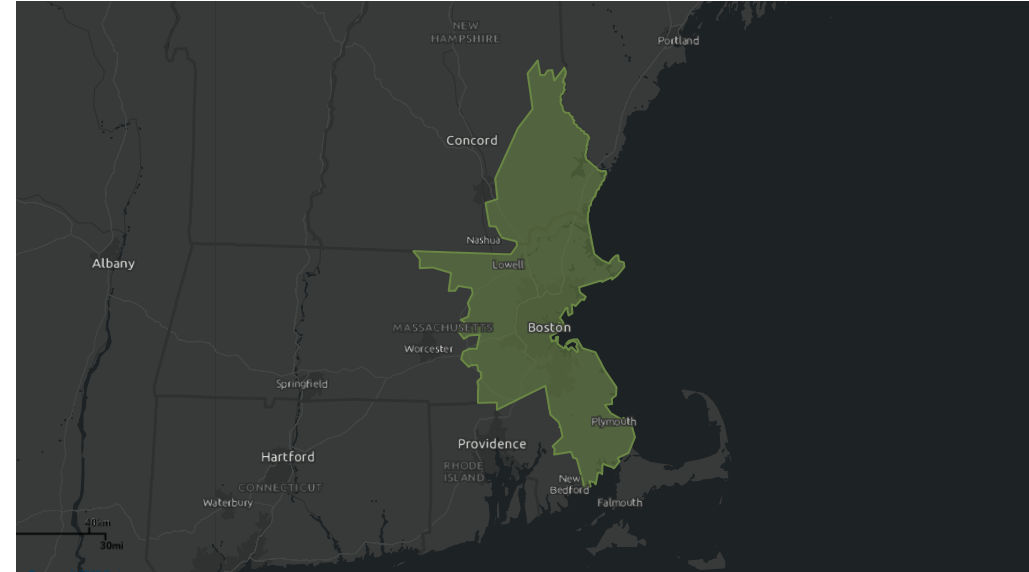 NEW
HAMPSHIRE
Portland
Concord
Nashua
Albany
Lowell
MASSACHUSETTS
Boston
Worcester
Springfield
Plymouth
Providence
Hartford
RHODE
ISLAND
New
Bedford
CONNECTICUT
Waterbury
Falmouth
40km
30mi